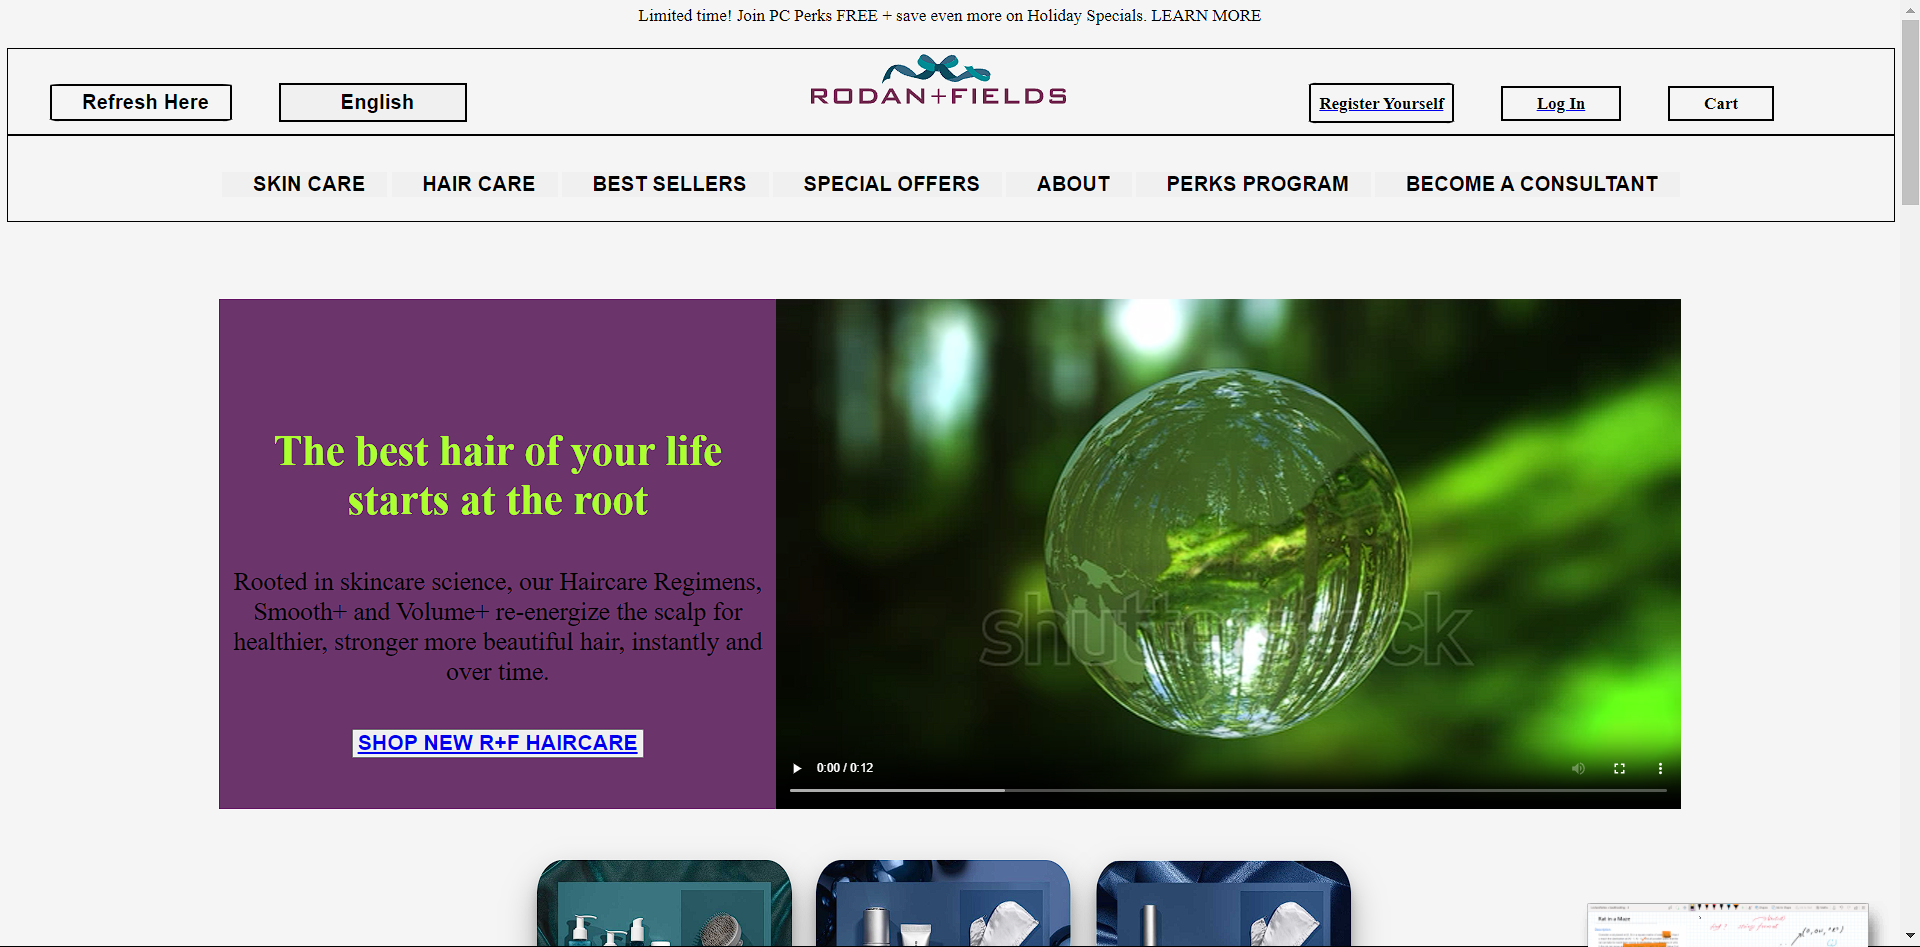 Limited time! Join PC Perks FREE + save even more on Holiday Specials. LEARN MORE
Refresh Here
English
RODAN+FIELDS
Register Yourself
Log In
Cart
SKIN CARE
HAIR CARE
BEST SELLERS
SPECIAL OFFERS
ABOUT
PERKS PROGRAM
BECOME A CONSULTANT
The best hair of your life
starts at the root
Rooted in skincare science, our Haircare Regimens,
Smooth+ and Volume+ re-energize the scalp for
healthier, stronger more beautiful hair, instantly and
over time.
SHOP NEW R+F HAIRCARE
shutterstock
0:00 / 0:12
Rat in a Maze